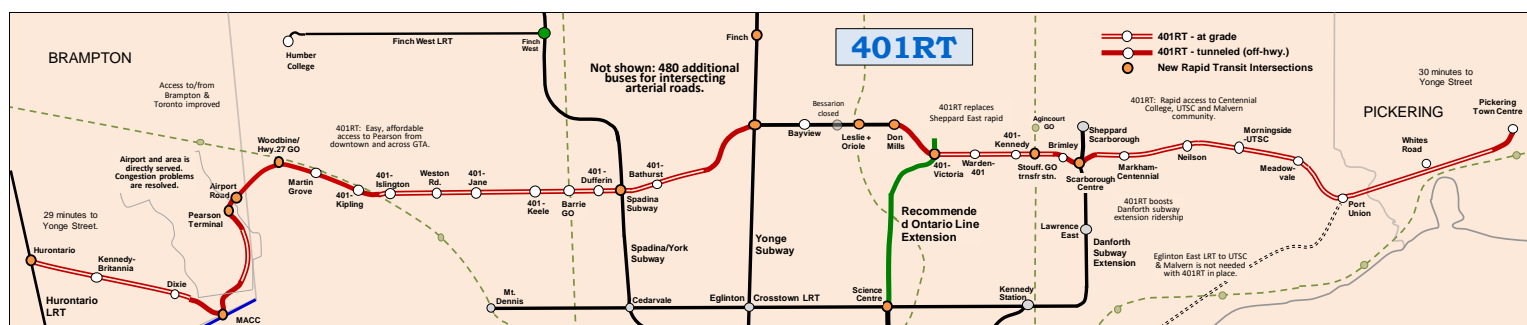 BRAMPTON
Humber
College
Finch West LRT
Finch
West
Finch
401RT
401RT - at grade
401RT - tunneled (off-hwy.)
New Rapid Transit Intersections
Not shown: 480 additional
buses for intersecting
arterial roads.
30 minutes to
Yonge Street
PICKERING
Pickering
Town Centre
Access to/from
Brampton &
Toronto improved
401RT: Easy, affordable
access to Pearson from
downtown and across GTA.
Bessarion
closed
401RT replaces
Sheppard East rapid
401RT: Rapid access to Centennial
College, UTSC and Malvern
community.
Agincourt
GO
Woodbine/
Hwy.27 GO
Airport and area is
directly served.
Congestion problems
are resolved.
Airport
Road
Pearson
Terminal
Martin
Grove
401-
Kipling
401-
Islington
Weston
Rd.
401-
Jane
401-
Keele
Barrie
GO
401-
Dufferin
401-
Bathurst
Spadina
Subway
Bayview
Leslie +
Oriole
Don
Mills
401-
Victoria
Warden-
401
401-
Kennedy
Stouff. GO
trnsfr stn.
Brimley
Sheppard
Scarborough
Scarborough
Centre
Markham-
Centennial
Neilson
Morningside
-UTSC
Meadow-
vale
Port
Union
Whites
Road
29 minutes to
Yonge Street.
Hurontario
Kennedy-
Britannia
Dixie
Hurontario
LRT
MACC
Spadina/York
Subway
Yonge
Subway
Recommende
d Ontario Line
Extension
401RT boosts
Danforth subway
extension ridership
Lawrence
East
Danforth
Subway
Extension
Eglinton East LRT to UTSC
& Malvern is not needed
with 401RT in place.
Mt.
Dennis
Cedarvale
Eglinton
Crosstown LRT
Science
Centre
Kennedy
Station